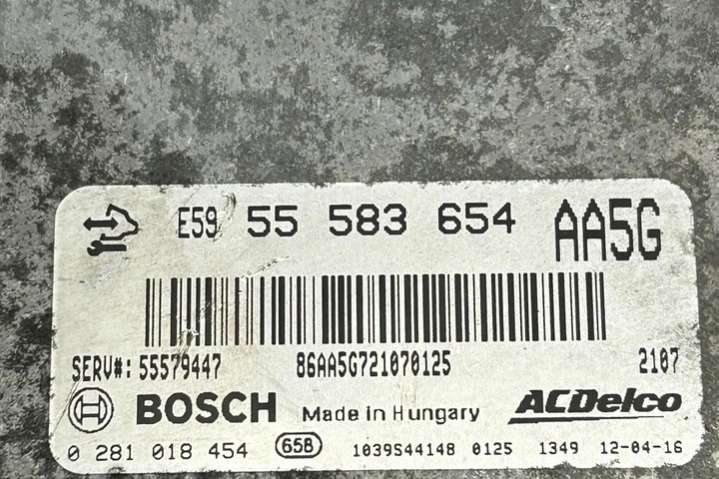 E59 55 583 654 AA5G
SERV#: 55579447 86AA5G721070125 2107
BOSCH Made in Hungary ACDelco
0 281 018 454 65B 1039S44148 0125 1349 12-04-16